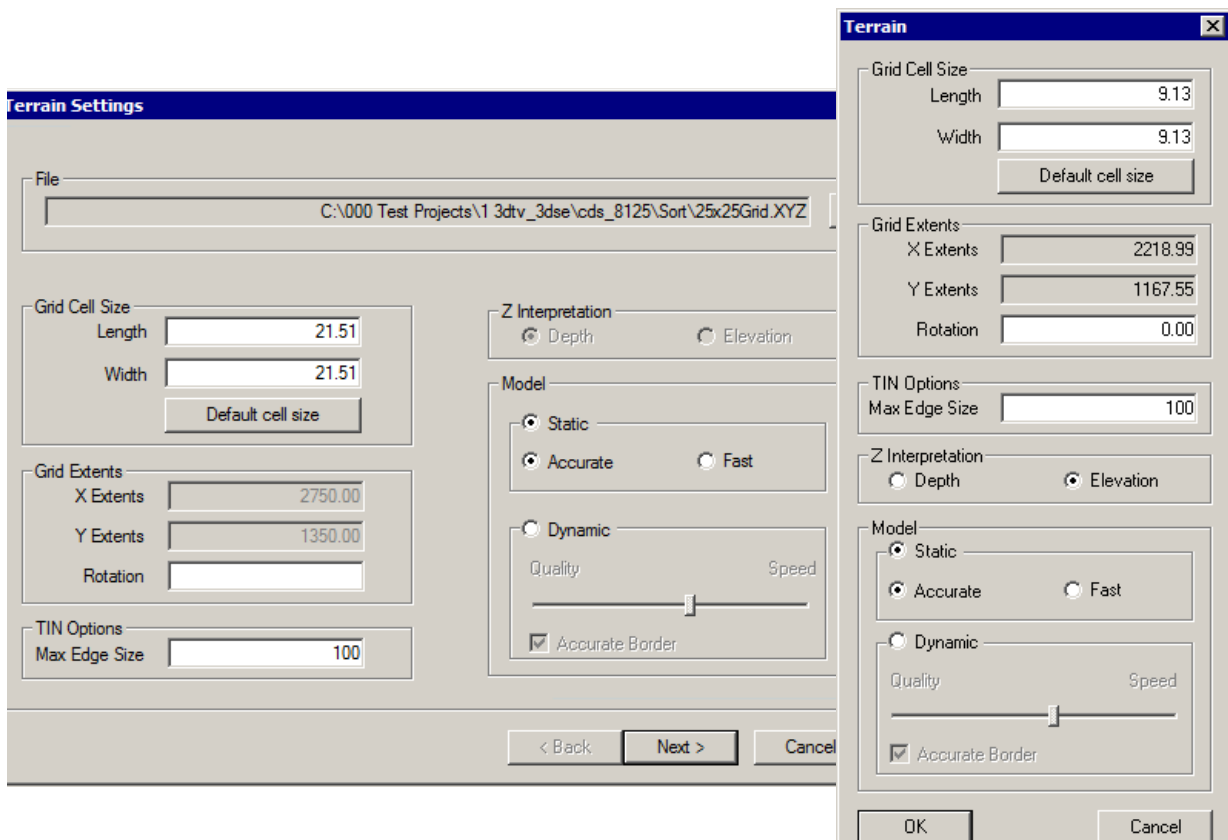 Terrain Settings
File
C:\000 Test Projects\1 3dtv_3dse\cds_8125\Sort\25x25Grid.XYZ
Grid Cell Size
Length 21.51
Width 21.51
Default cell size
Grid Extents
X Extents 2750.00
Y Extents 1350.00
Rotation
TIN Options
Max Edge Size 100
Z Interpretation
Depth Elevation
Model
Static
Accurate Fast
Dynamic
Quality Speed
Accurate Border
< Back Next > Cancel
Terrain
Grid Cell Size
Length 9.13
Width 9.13
Default cell size
Grid Extents
X Extents 2218.99
Y Extents 1167.55
Rotation 0.00
TIN Options
Max Edge Size 100
Z Interpretation
Depth Elevation
Model
Static
Accurate Fast
Dynamic
Quality Speed
Accurate Border
OK Cancel